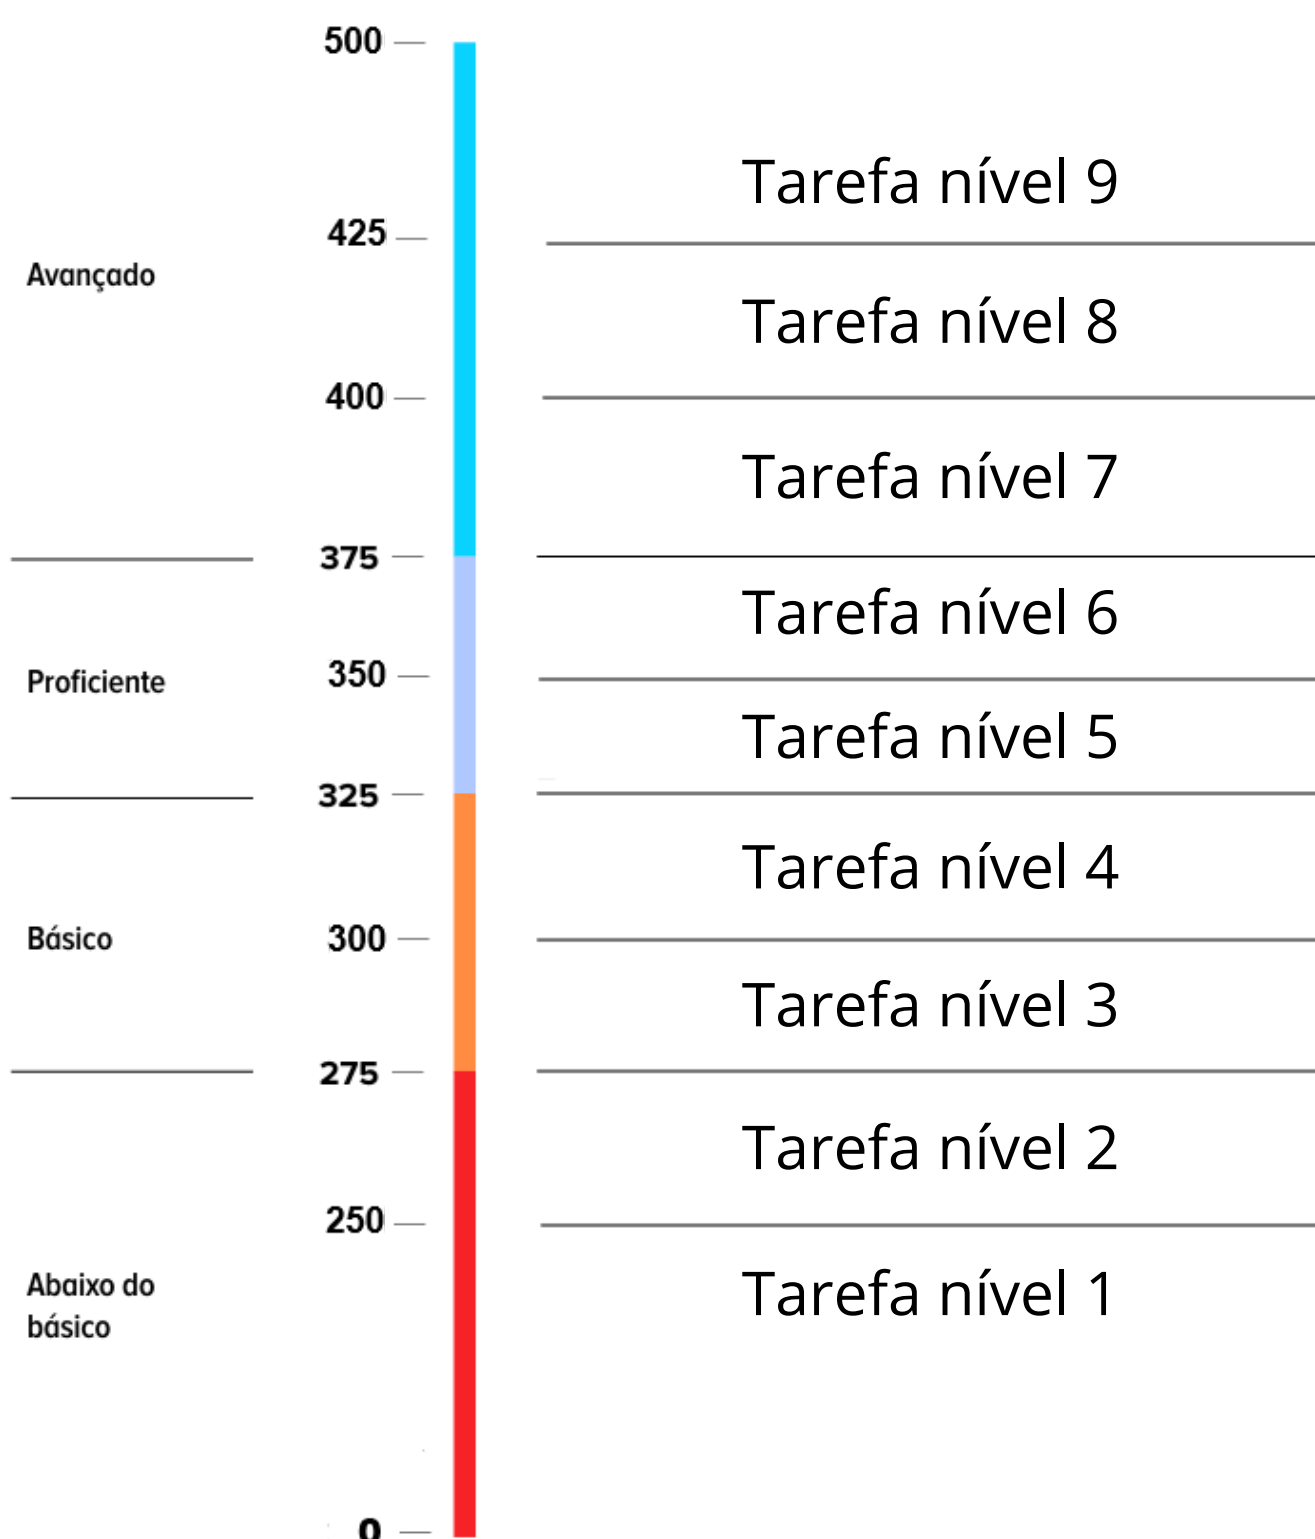 500
Tarefa nível 9
425
Avançado
Tarefa nível 8
400
Tarefa nível 7
375
Tarefa nível 6
350
Proficiente
Tarefa nível 5
325
Tarefa nível 4
300
Básico
Tarefa nível 3
275
Tarefa nível 2
250
Abaixo do
básico
Tarefa nível 1
0